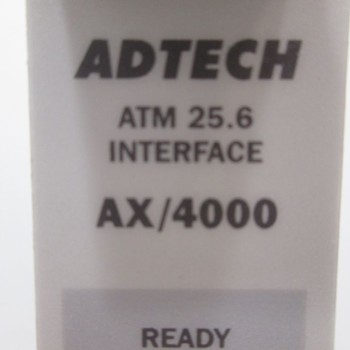 ADTECH
ATM 25.6
INTERFACE
AX/4000
READY